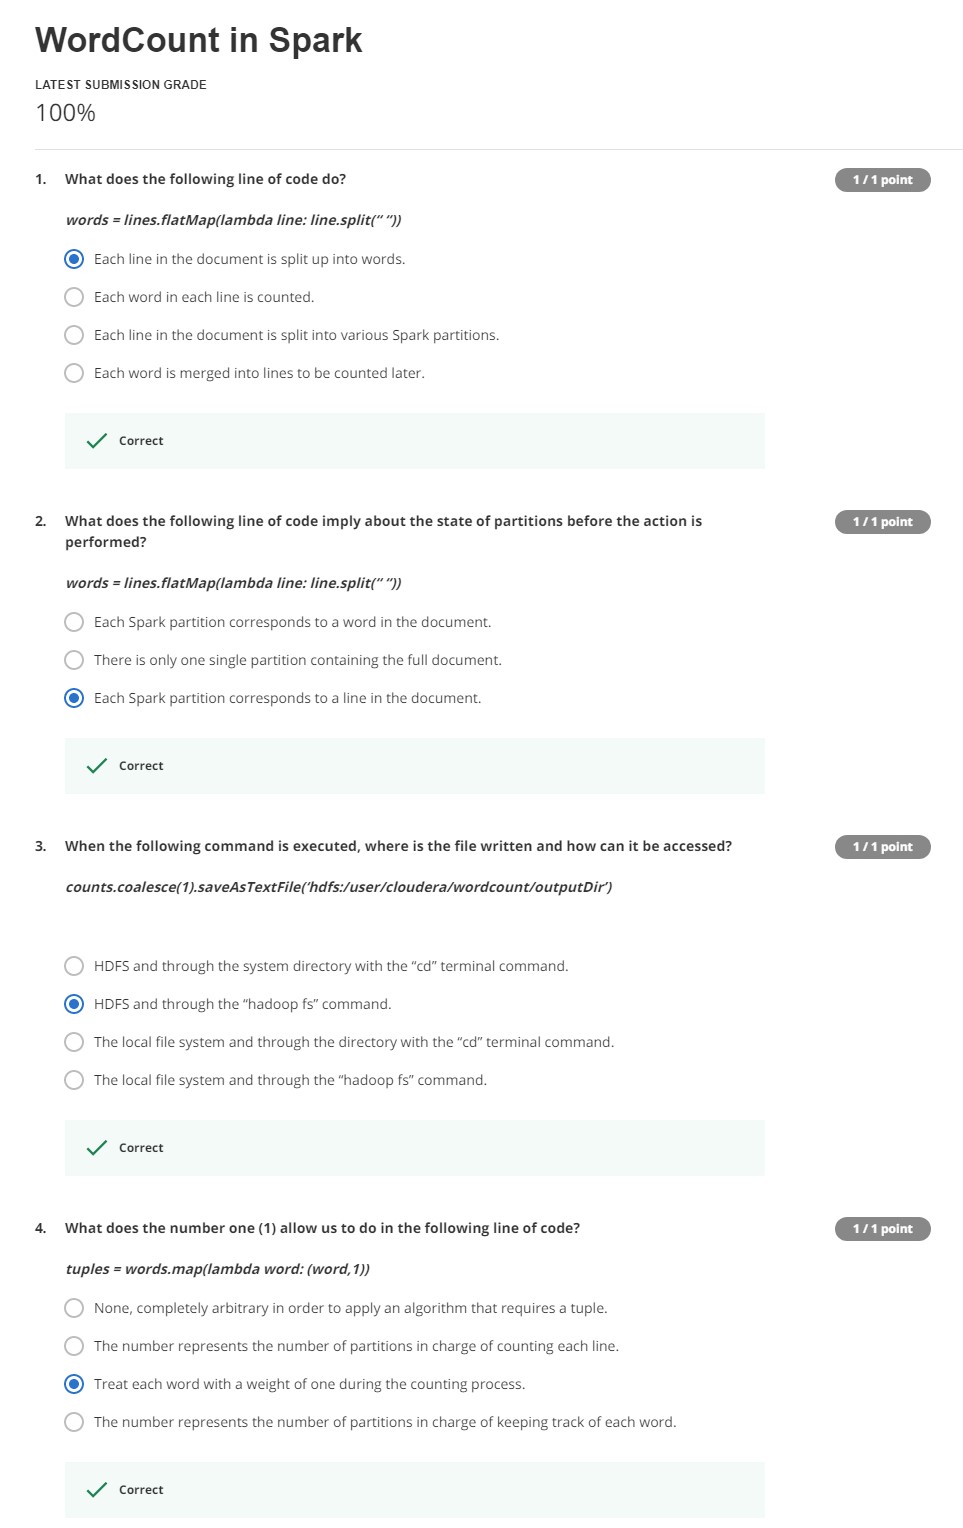 WordCount in Spark
LATEST SUBMISSION GRADE
100%
1. What does the following line of code do?
1 / 1 point
words = lines.flatMap(lambda line: line.split(“ “))
Each line in the document is split up into words.
Each word in each line is counted.
Each line in the document is split into various Spark partitions.
Each word is merged into lines to be counted later.
Correct
2. What does the following line of code imply about the state of partitions before the action is
performed?
1 / 1 point
words = lines.flatMap(lambda line: line.split(“ “))
Each Spark partition corresponds to a word in the document.
There is only one single partition containing the full document.
Each Spark partition corresponds to a line in the document.
Correct
3. When the following command is executed, where is the file written and how can it be accessed?
1 / 1 point
counts.coalesce(1).saveAsTextFile(‘hdfs:/user/cloudera/wordcount/outputDir’)
HDFS and through the system directory with the “cd” terminal command.
HDFS and through the “hadoop fs” command.
The local file system and through the directory with the “cd” terminal command.
The local file system and through the “hadoop fs” command.
Correct
4. What does the number one (1) allow us to do in the following line of code?
1 / 1 point
tuples = words.map(lambda word: (word,1))
None, completely arbitrary in order to apply an algorithm that requires a tuple.
The number represents the number of partitions in charge of counting each line.
Treat each word with a weight of one during the counting process.
The number represents the number of partitions in charge of keeping track of each word.
Correct